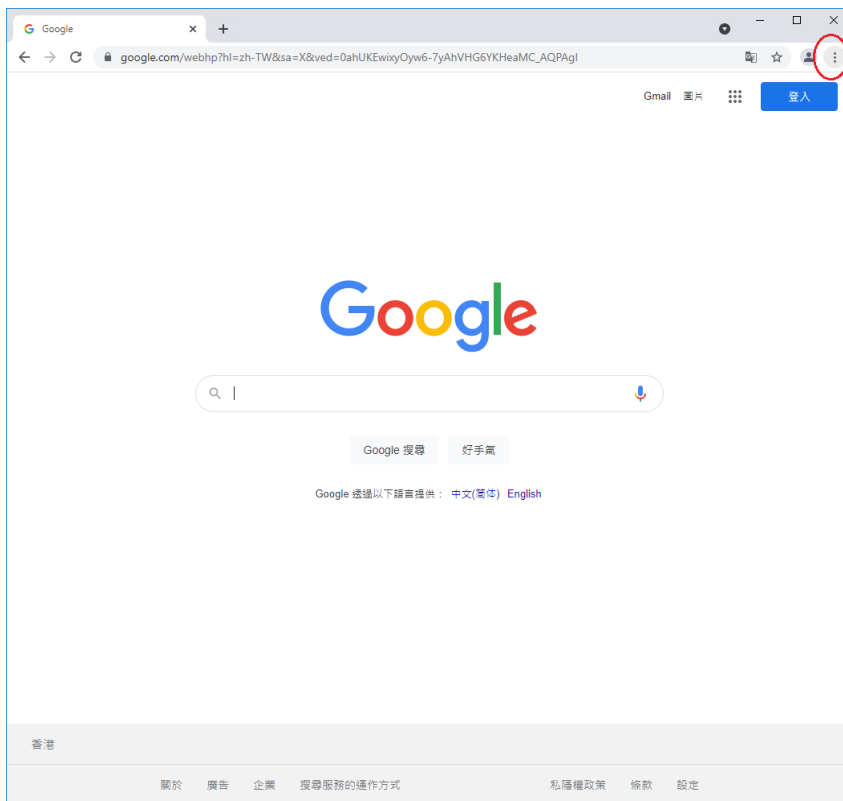 Google
google.com/webhp?hl=zh-TW&sa=X&ved=0ahUKEwixyOyw6-7yAhVHG6YKHeaMC_AQPAgI
Gmail 圖片 登入
Google
Google 搜尋 好手氣
Google 透過以下語言提供： 中文(简体) English
香港
關於 廣告 企業 搜尋服務的運作方式 私隱權政策 條款 設定